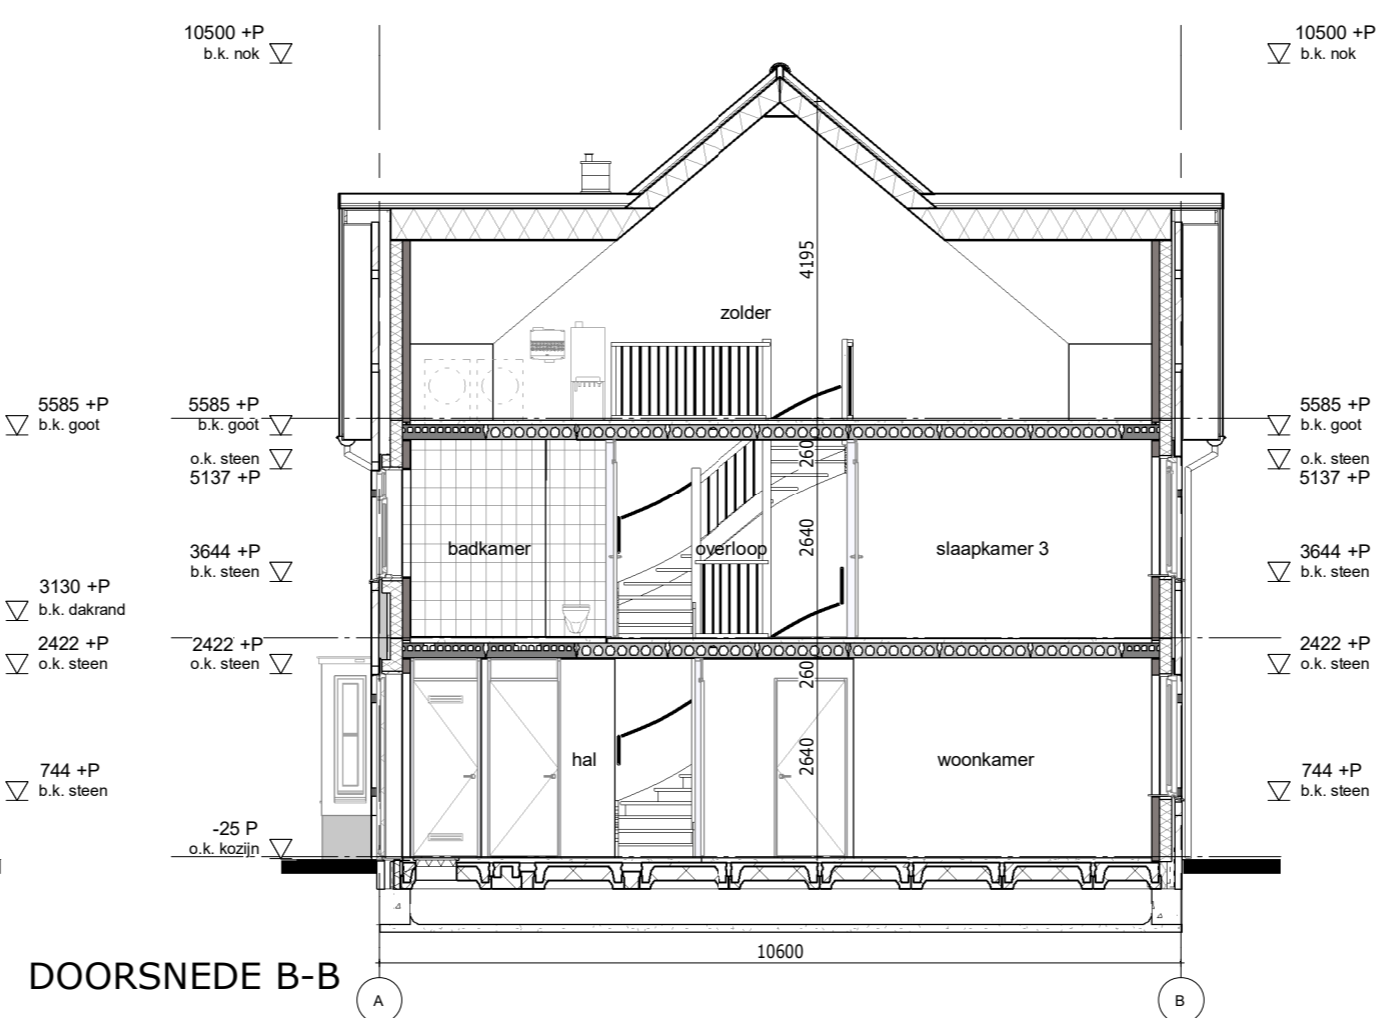 10500 +P
b.k. nok
10500 +P
b.k. nok
4195
zolder
5585 +P
b.k. goot
5585 +P
b.k. goot
5585 +P
b.k. goot
o.k. steen
5137 +P
260
o.k. steen
5137 +P
3644 +P
b.k. steen
badkamer
overloop
2640
slaapkamer 3
3644 +P
b.k. steen
3130 +P
b.k. dakrand
2422 +P
o.k. steen
2422 +P
o.k. steen
260
2422 +P
o.k. steen
744 +P
b.k. steen
hal
2640
woonkamer
744 +P
b.k. steen
-25 P
o.k. kozijn
10600
DOORSNEDE B-B
A
B